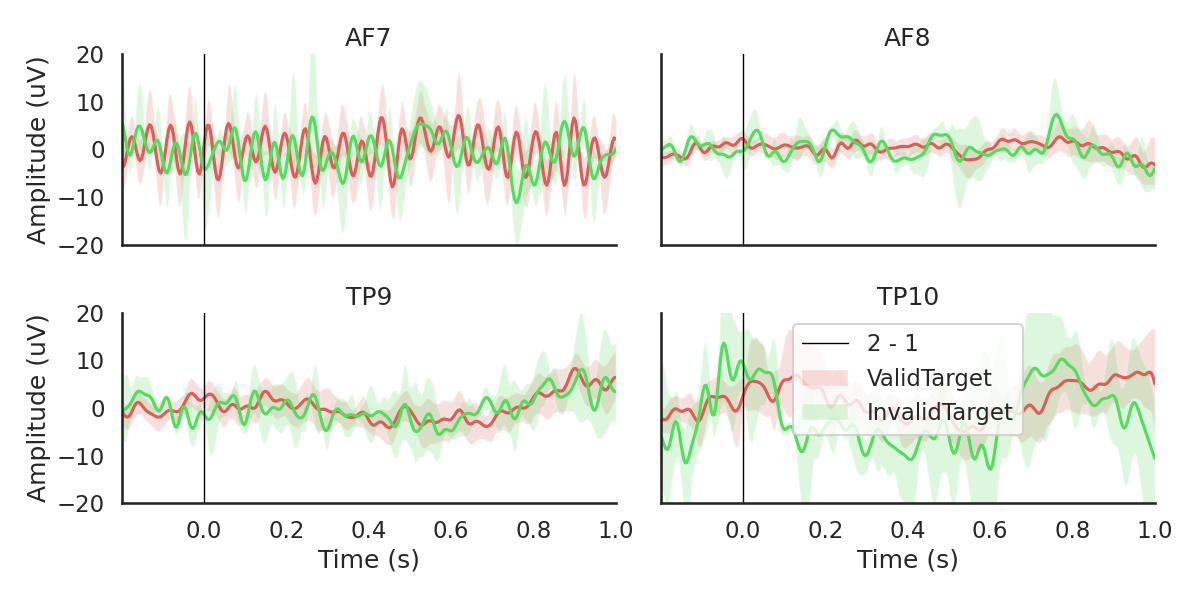 AF7
AF8
Amplitude (uV)
20
10
0
−10
−20
TP9
TP10
Amplitude (uV)
20
10
0
−10
−20
2 - 1
ValidTarget
InvalidTarget
0.0 0.2 0.4 0.6 0.8 1.0
0.0 0.2 0.4 0.6 0.8 1.0
Time (s)
Time (s)